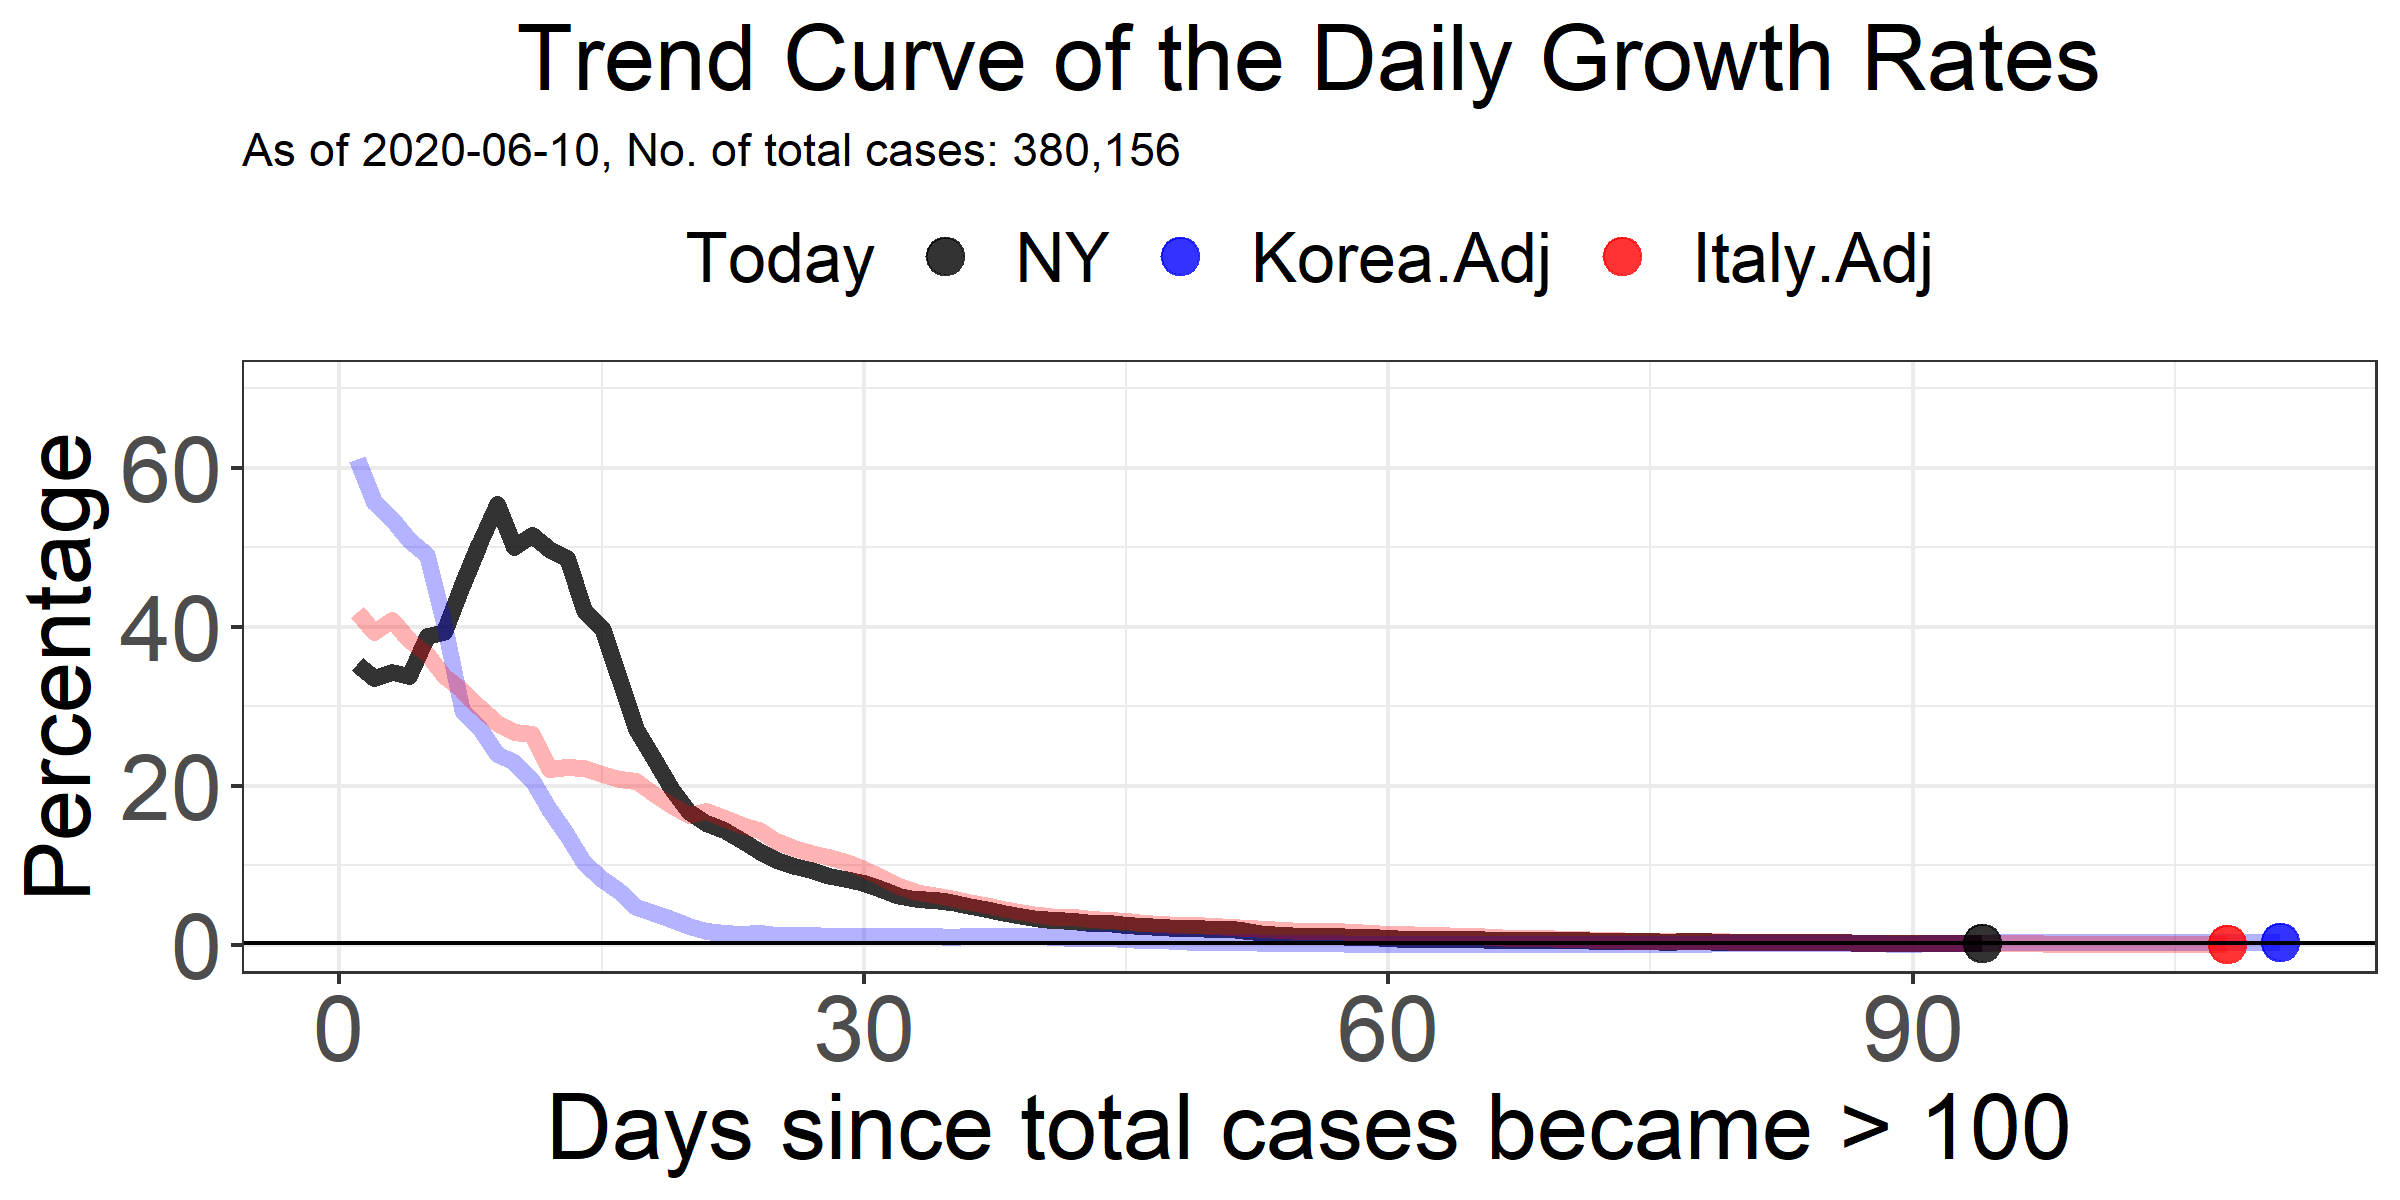 Trend Curve of the Daily Growth Rates
As of 2020-06-10, No. of total cases: 380,156
Today NY Korea.Adj Italy.Adj
Percentage
60
40
20
0
0 30 60 90
Days since total cases became > 100